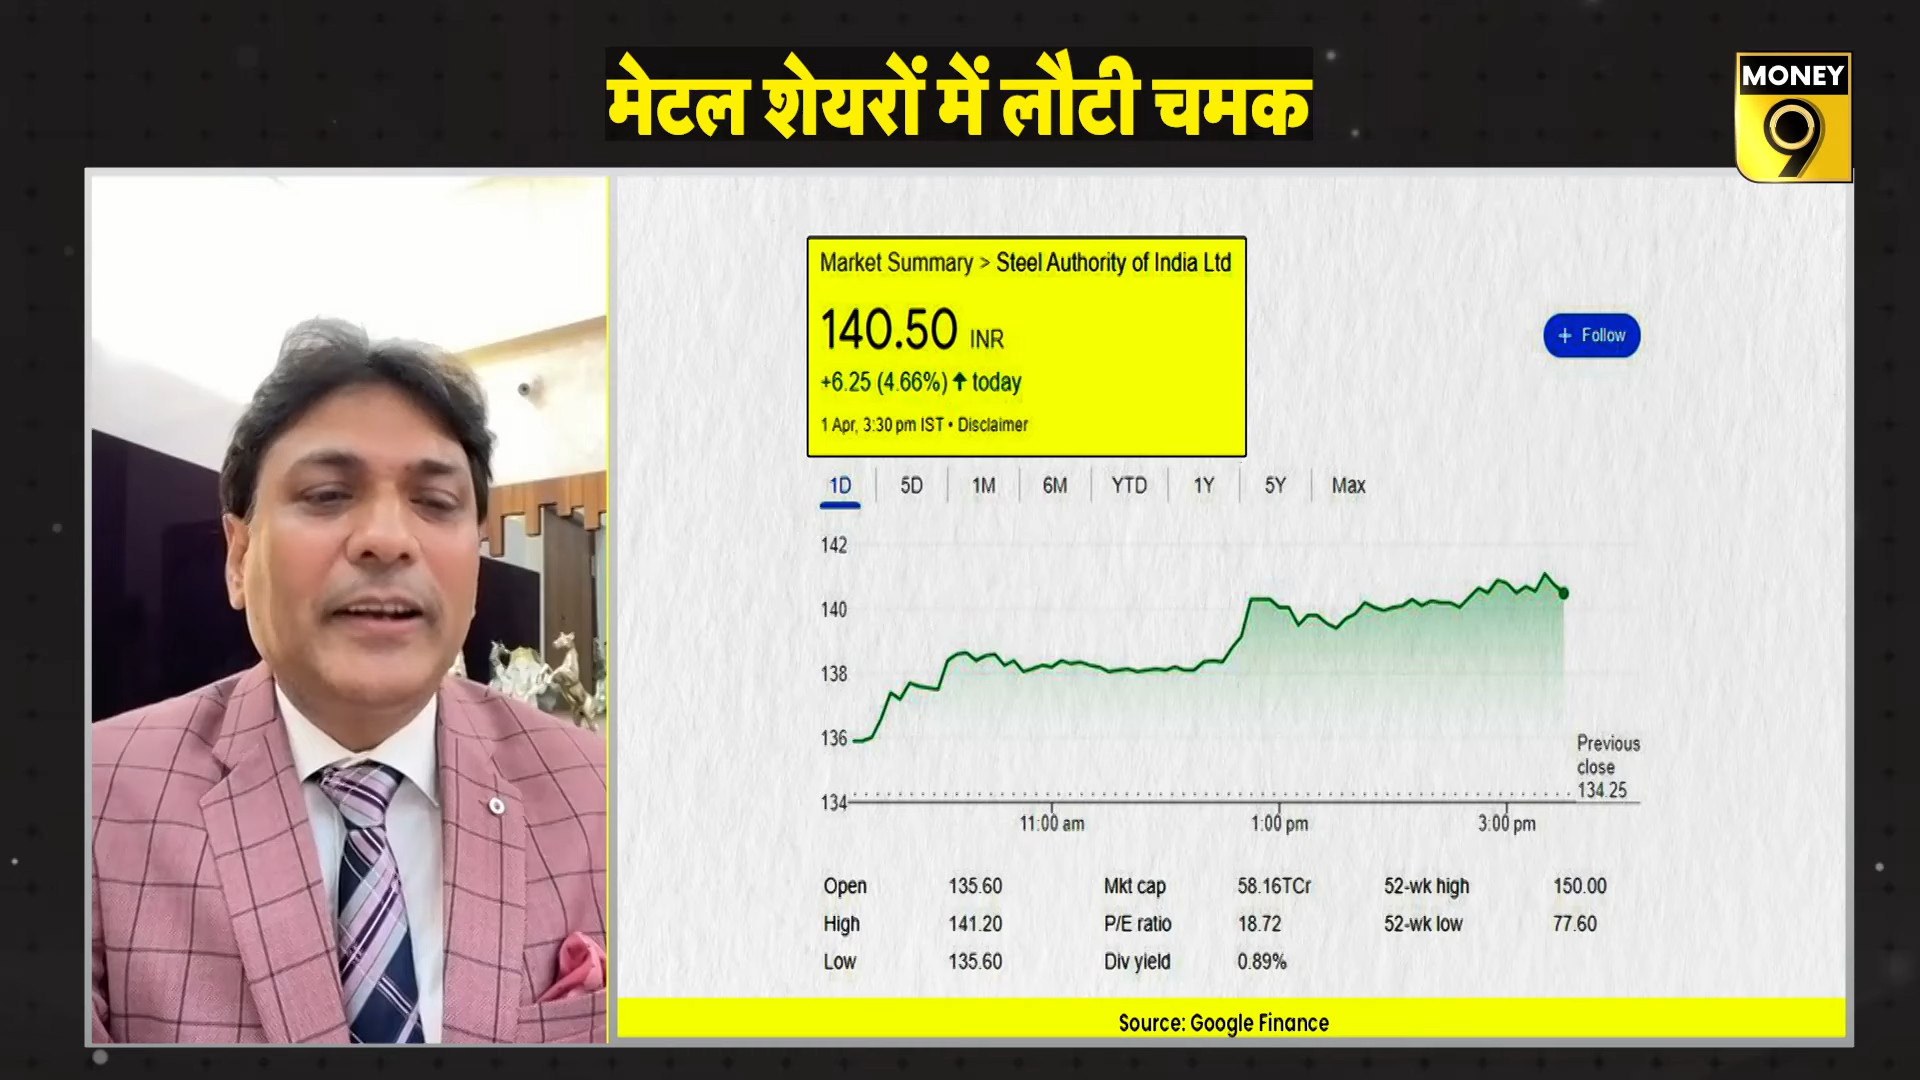 मेटल शेयरों में लौटी चमक
MONEY
9
Market Summary > Steel Authority of India Ltd
140.50 INR
+6.25 (4.66%) ↑ today
1 Apr, 3:30 pm IST • Disclaimer
+ Follow
1D 5D 1M 6M YTD 1Y 5Y Max
142
140
138
136
134
Previous
close
134.25
11:00 am 1:00 pm 3:00 pm
Open 135.60 Mkt cap 58.16TCr 52-wk high 150.00
High 141.20 P/E ratio 18.72 52-wk low 77.60
Low 135.60 Div yield 0.89%
Source: Google Finance